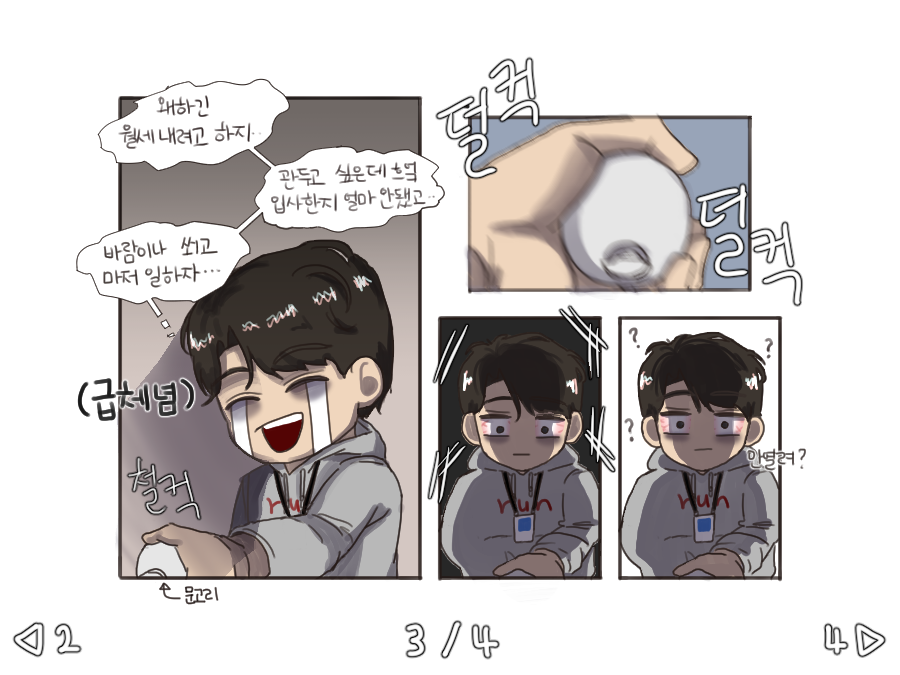 왜하긴
월세 내려고 하지..
관두고 싶은데 흐먹
입사한지 얼마 안됐고..
바람이나 쐬고
마저 일하자...
(급체념)
철컥
run
문고리
덜컥
덜컥
run
? ? ?
run
안열려?
2
3/4
4